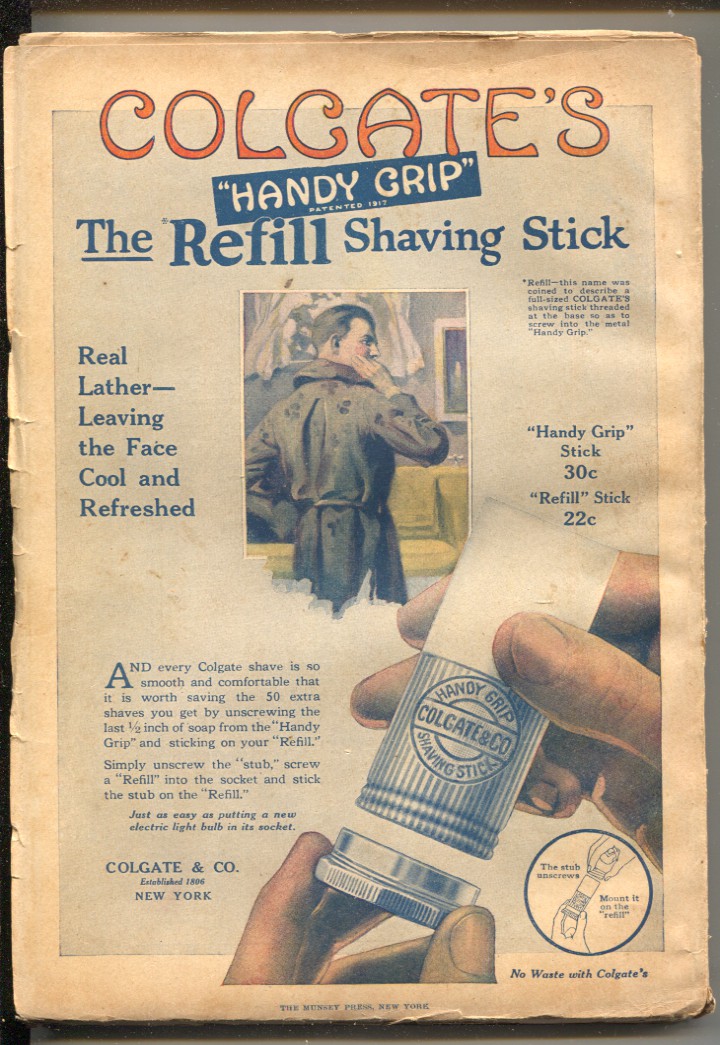 COLGATE'S
"HANDY GRIP"
PATENTED 1917
The *Refill Shaving Stick
*Refill—this name was
coined to describe a
full-sized COLGATE'S
shaving stick threaded
at the base so as to
screw into the metal
"Handy Grip."
Real
Lather—
Leaving
the Face
Cool and
Refreshed
"Handy Grip"
Stick
30c
"Refill" Stick
22c
AND every Colgate shave is so
smooth and comfortable that
it is worth saving the 50 extra
shaves you get by unscrewing the
last ½ inch of soap from the "Handy
Grip" and sticking on your "Refill."
Simply unscrew the "stub," screw
a "Refill" into the socket and stick
the stub on the "Refill."
Just as easy as putting a new
electric light bulb in its socket.
COLGATE & CO.
Established 1806
NEW YORK
HANDY GRIP
COLGATE & CO
SHAVING STICK
The stub
unscrews
Mount it
on the
"refill"
No Waste with Colgate's
THE MUNSEY PRESS, NEW YORK